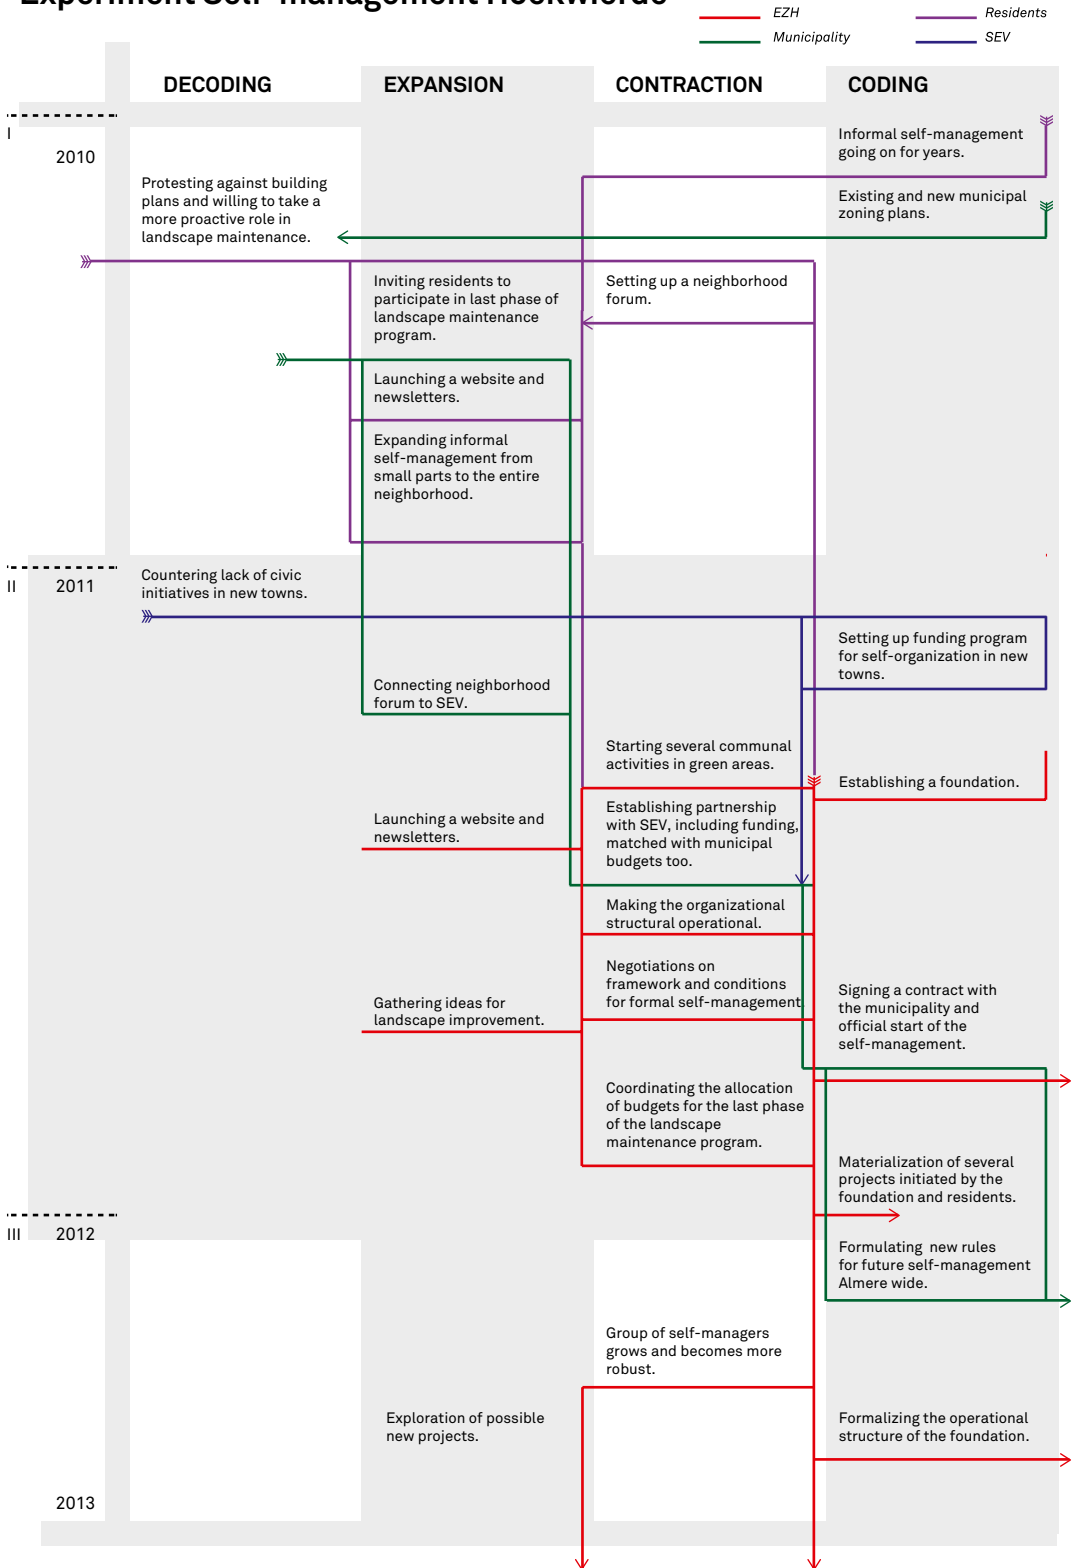 Experiment Self-management Hoekwierde
EZH
Residents
Municipality
SEV
DECODING
EXPANSION
CONTRACTION
CODING
I
2010
Informal self-management
going on for years.
Protesting against building
plans and willing to take a
more proactive role in
landscape maintenance.
Existing and new municipal
zoning plans.
Inviting residents to
participate in last phase of
landscape maintenance
program.
Setting up a neighborhood
forum.
Launching a website and
newsletters.
Expanding informal
self-management from
small parts to the entire
neighborhood.
II
2011
Countering lack of civic
initiatives in new towns.
Setting up funding program
for self-organization in new
towns.
Connecting neighborhood
forum to SEV.
Starting several communal
activities in green areas.
Establishing a foundation.
Launching a website and
newsletters.
Establishing partnership
with SEV, including funding,
matched with municipal
budgets too.
Making the organizational
structural operational.
Negotiations on
framework and conditions
for formal self-management.
Gathering ideas for
landscape improvement.
Signing a contract with
the municipality and
official start of the
self-management.
Coordinating the allocation
of budgets for the last phase
of the landscape
maintenance program.
Materialization of several
projects initiated by the
foundation and residents.
III
2012
Formulating new rules
for future self-management
Almere wide.
Group of self-managers
grows and becomes more
robust.
Exploration of possible
new projects.
Formalizing the operational
structure of the foundation.
2013